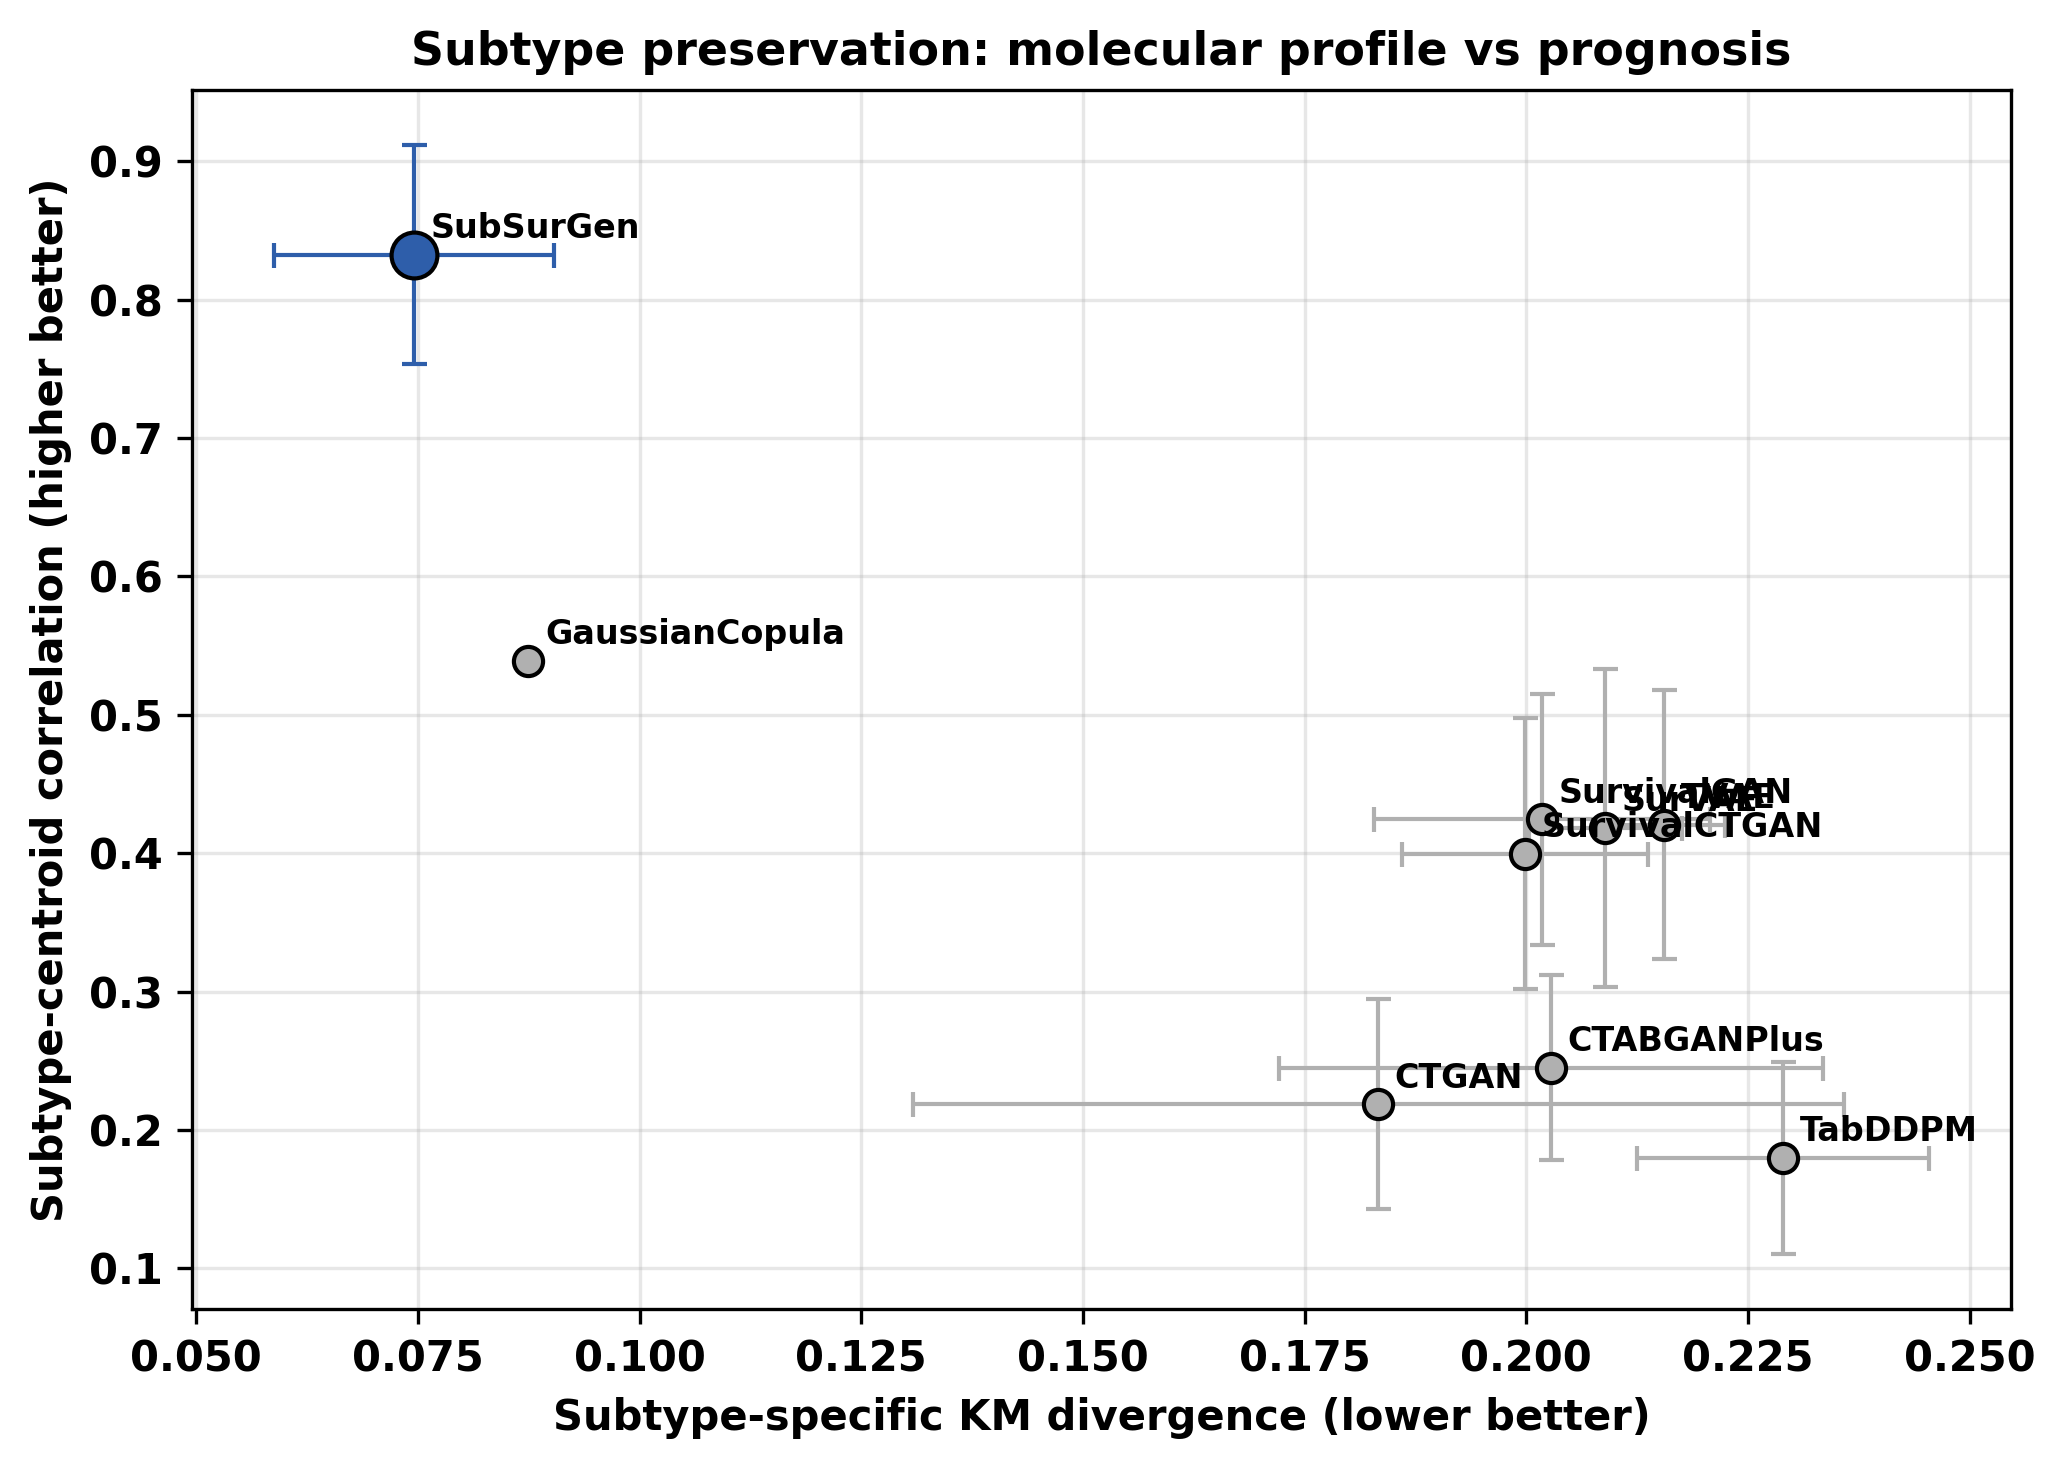 Subtype preservation: molecular profile vs prognosis
Subtype-centroid correlation (higher better)
0.9
0.8
0.7
0.6
0.5
0.4
0.3
0.2
0.1
SubSurGen
GaussianCopula
SurvivalGAN
SurVAE
TVAE
SurvivalCTGAN
CTABGANPlus
CTGAN
TabDDPM
0.050 0.075 0.100 0.125 0.150 0.175 0.200 0.225 0.250
Subtype-specific KM divergence (lower better)